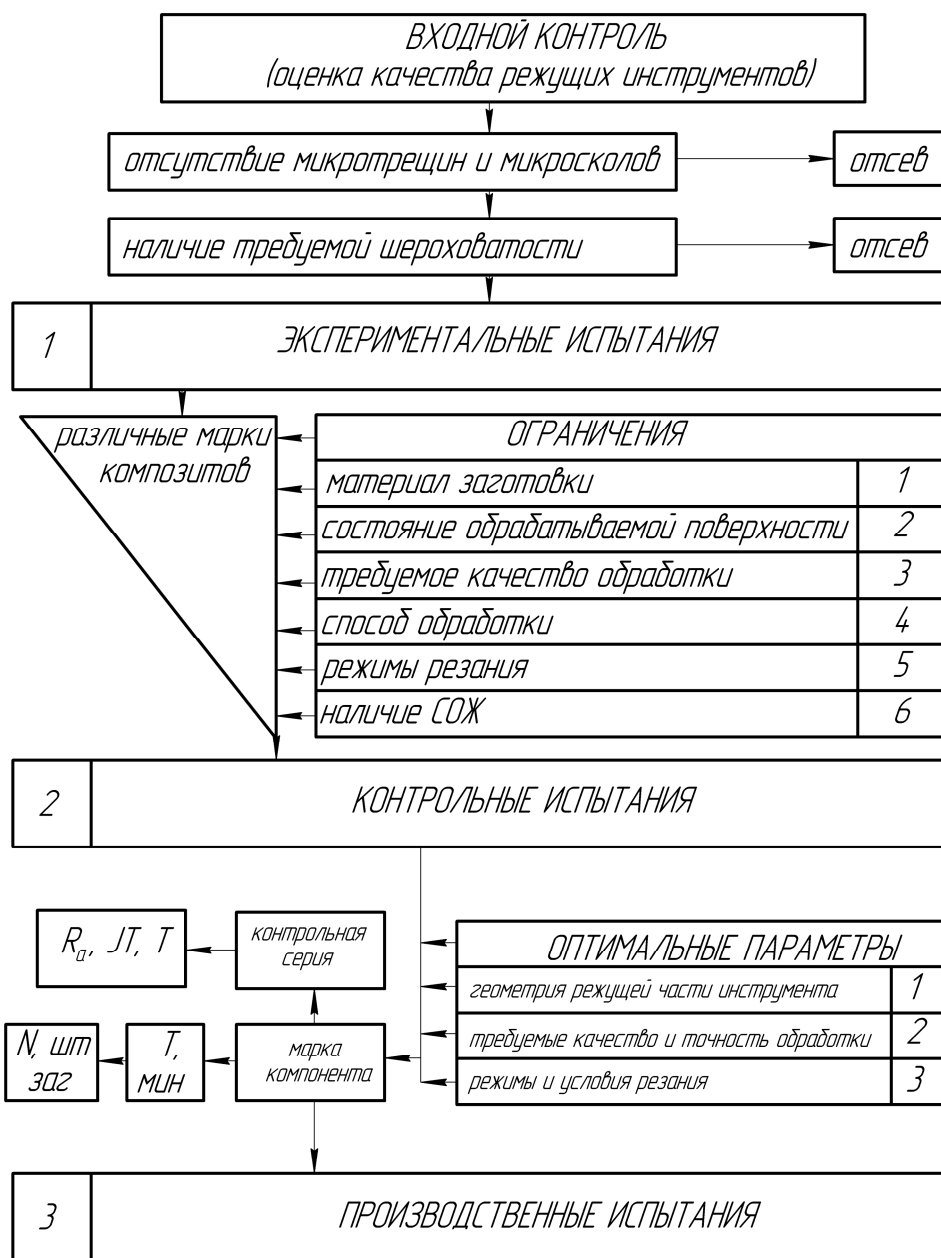 ВХОДНОЙ КОНТРОЛЬ
(оценка качества режущих инструментов)
отсутствие микротрещин и микросколов
отсев
наличие требуемой шероховатости
отсев
1
ЭКСПЕРИМЕНТАЛЬНЫЕ ИСПЫТАНИЯ
различные марки
композитов
ОГРАНИЧЕНИЯ
материал заготовки 1
состояние обрабатываемой поверхности 2
требуемое качество обработки 3
способ обработки 4
режимы резания 5
наличие СОЖ 6
2
КОНТРОЛЬНЫЕ ИСПЫТАНИЯ
Ra, JT, T
контрольная
серия
N, шт
заг
T,
мин
марка
компонента
ОПТИМАЛЬНЫЕ ПАРАМЕТРЫ
геометрия режущей части инструмента 1
требуемые качество и точность обработки 2
режимы и условия резания 3
3
ПРОИЗВОДСТВЕННЫЕ ИСПЫТАНИЯ